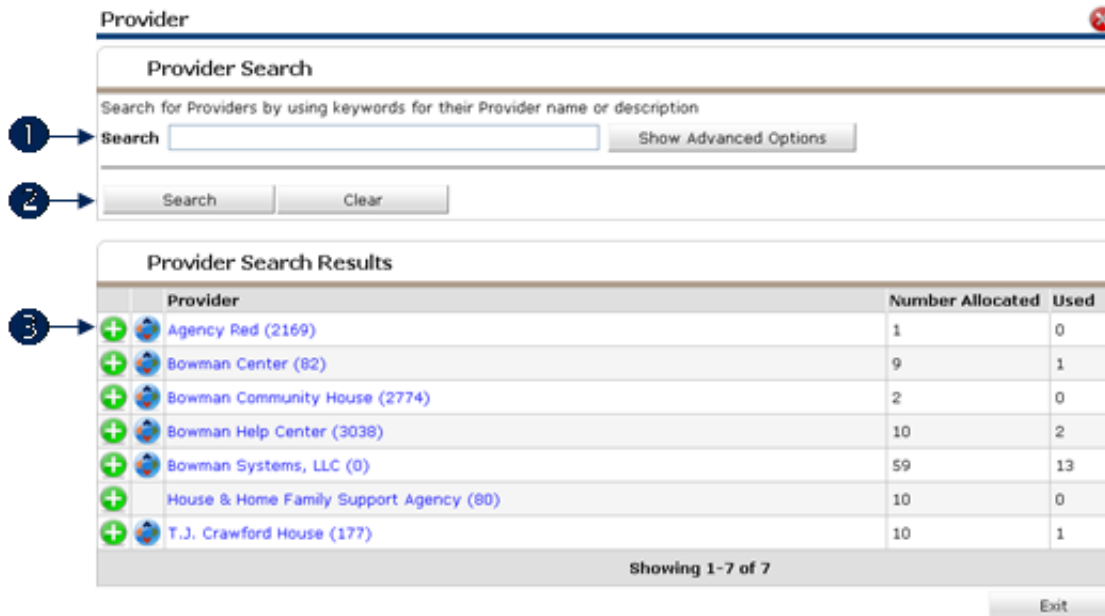 Provider
Provider Search
Search for Providers by using keywords for their Provider name or description
1 Search Show Advanced Options
2 Search Clear
Provider Search Results
Provider Number Allocated Used
3 Agency Red (2169) 1 0
Bowman Center (82) 9 1
Bowman Community House (2774) 2 0
Bowman Help Center (3038) 10 2
Bowman Systems, LLC (0) 59 13
House & Home Family Support Agency (80) 10 0
T.J. Crawford House (177) 10 1
Showing 1-7 of 7
Exit